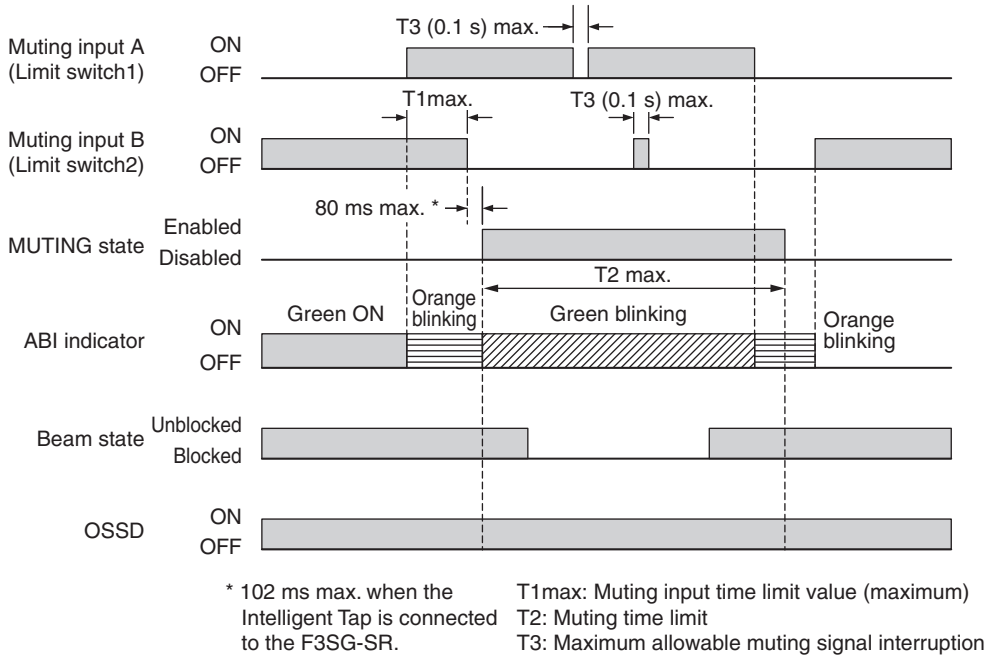 T3 (0.1 s) max.
Muting input A
(Limit switch1)
ON
OFF
T1max.
T3 (0.1 s) max.
Muting input B
(Limit switch2)
ON
OFF
80 ms max. *
MUTING state
Enabled
Disabled
T2 max.
ABI indicator
ON
OFF
Green ON
Orange
blinking
Green blinking
Orange
blinking
Beam state
Unblocked
Blocked
OSSD
ON
OFF
* 102 ms max. when the
Intelligent Tap is connected
to the F3SG-SR.
T1max: Muting input time limit value (maximum)
T2: Muting time limit
T3: Maximum allowable muting signal interruption